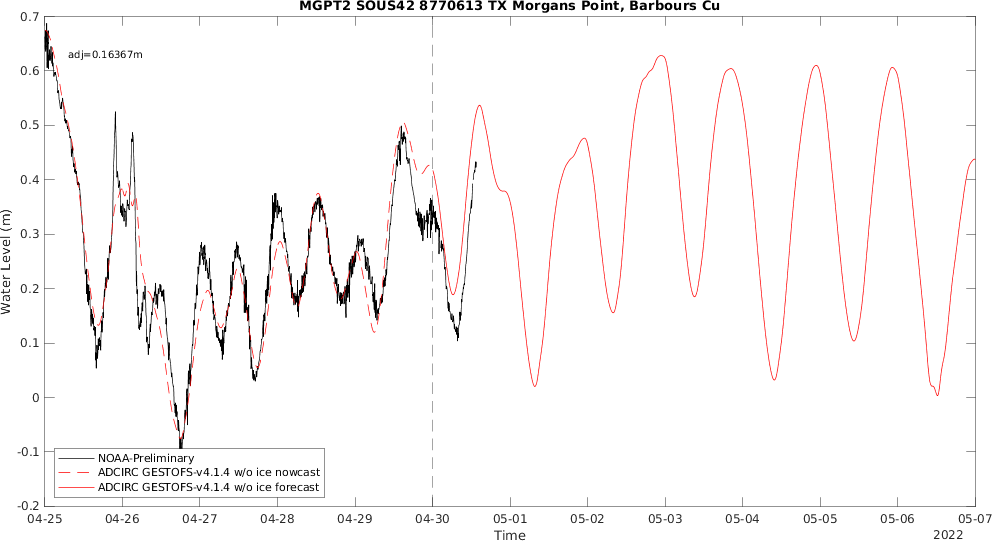 MGPT2 SOUS42 8770613 TX Morgans Point, Barbours Cu
adj=0.16367m
0.7
0.6
0.5
0.4
0.3
0.2
0.1
0
-0.1
-0.2
Water Level (m)
NOAA-Preliminary
ADCIRC GESTOFS-v4.1.4 w/o ice nowcast
ADCIRC GESTOFS-v4.1.4 w/o ice forecast
04-25 04-26 04-27 04-28 04-29 04-30 05-01 05-02 05-03 05-04 05-05 05-06 05-07
Time
2022